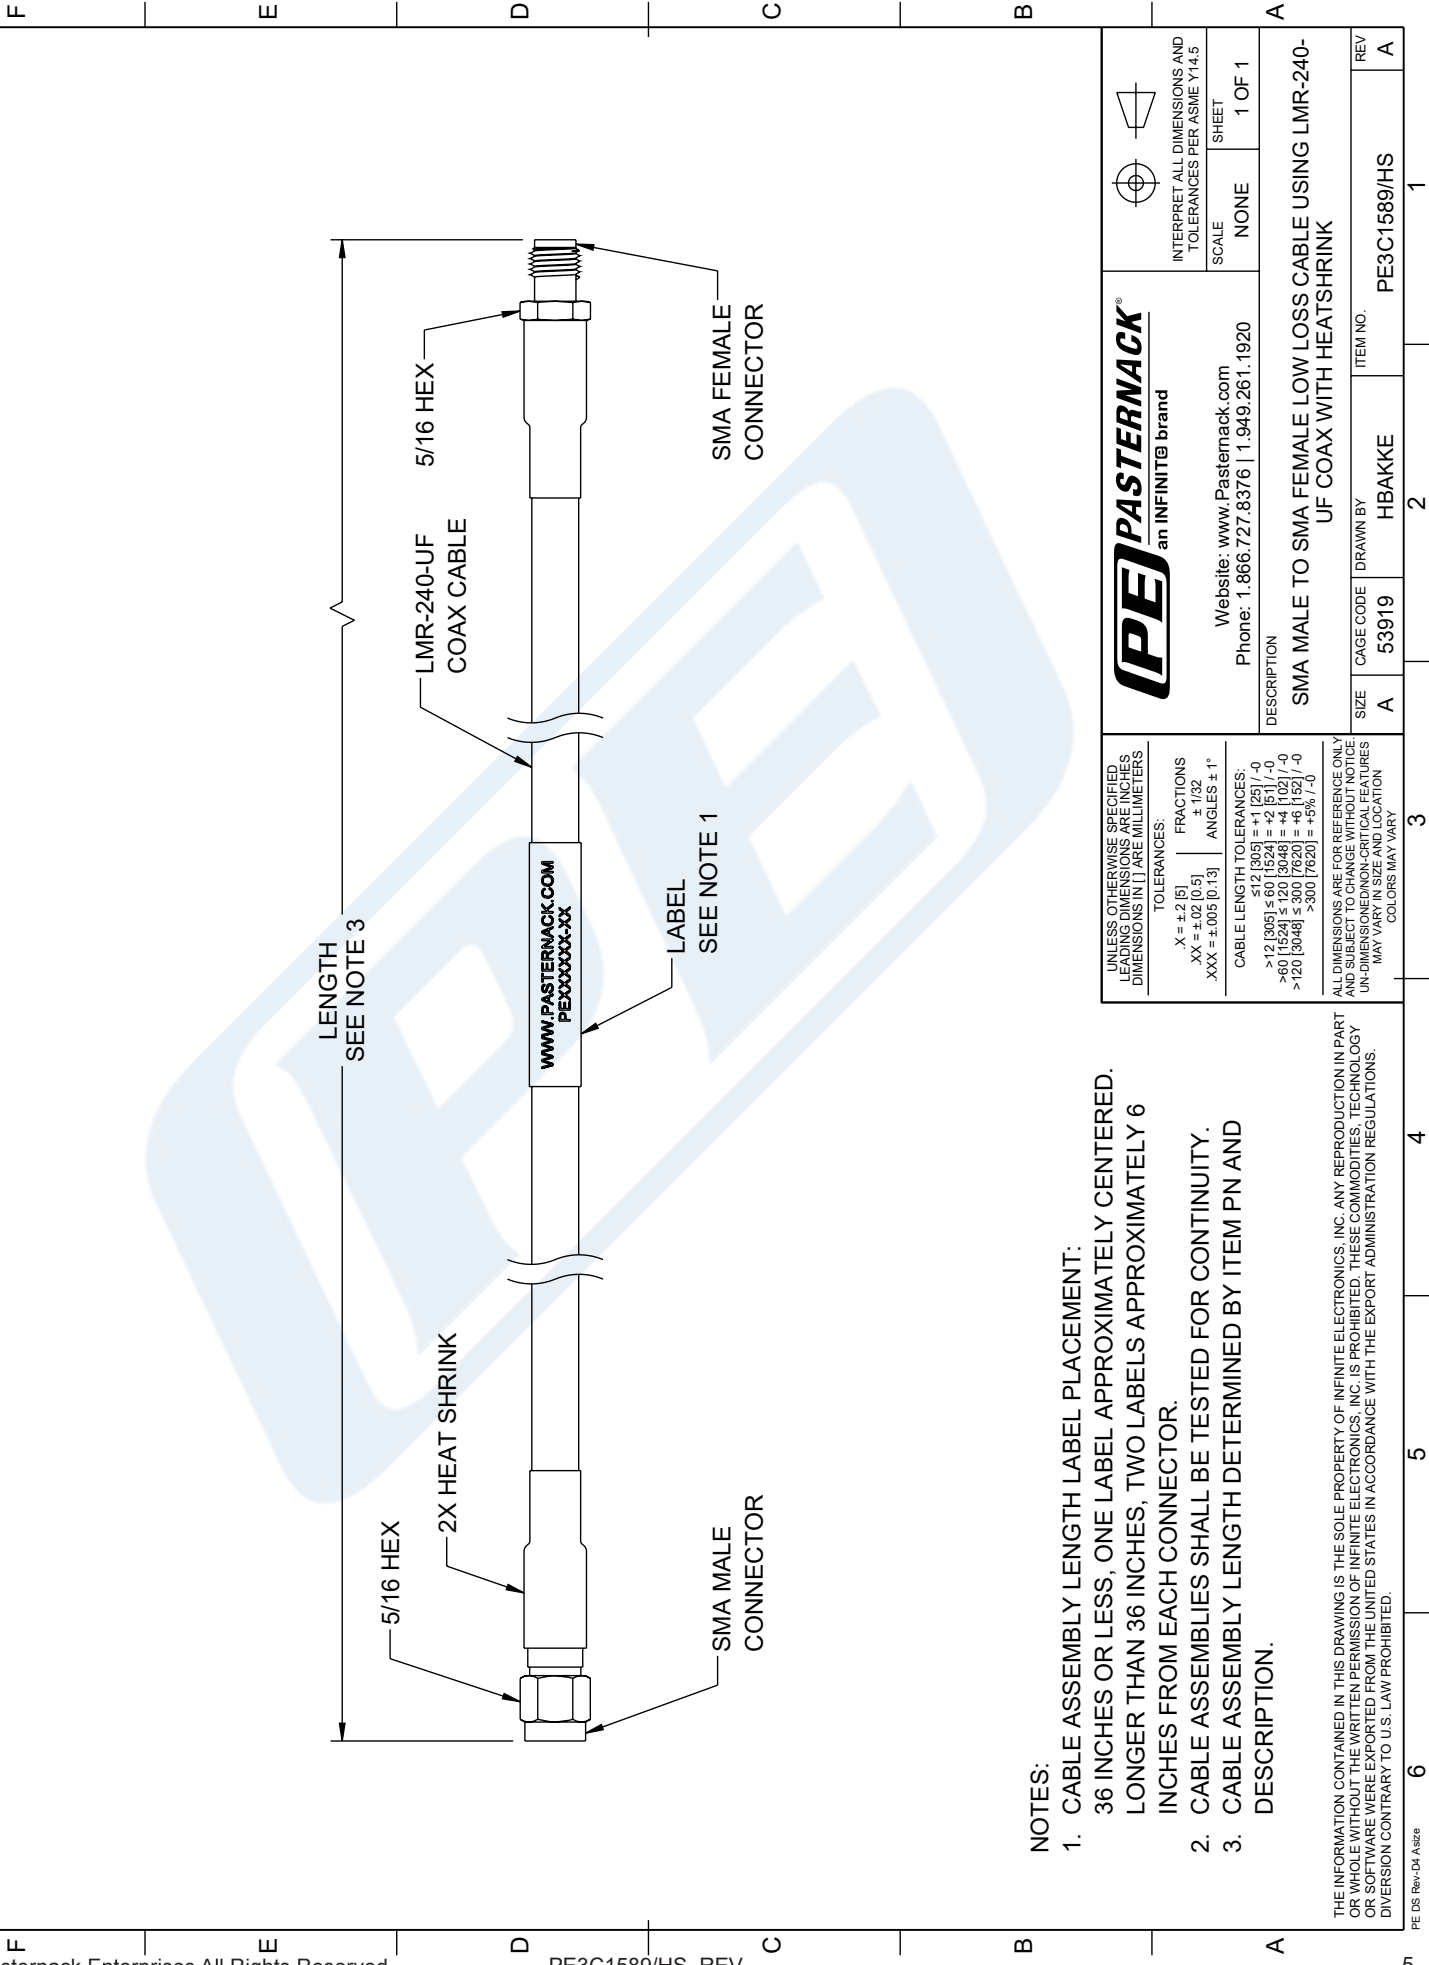 F
E
D
C
B
A
LENGTH
SEE NOTE 3
5/16 HEX
2X HEAT SHRINK
LMR-240-UF
COAX CABLE
5/16 HEX
WWW.PASTERNACK.COM
PEXXXXXX-XX
SMA MALE
CONNECTOR
LABEL
SEE NOTE 1
SMA FEMALE
CONNECTOR
NOTES:
1. CABLE ASSEMBLY LENGTH LABEL PLACEMENT:
36 INCHES OR LESS, ONE LABEL APPROXIMATELY CENTERED.
LONGER THAN 36 INCHES, TWO LABELS APPROXIMATELY 6
INCHES FROM EACH CONNECTOR.
2. CABLE ASSEMBLIES SHALL BE TESTED FOR CONTINUITY.
3. CABLE ASSEMBLY LENGTH DETERMINED BY ITEM PN AND
DESCRIPTION.
THE INFORMATION CONTAINED IN THIS DRAWING IS THE SOLE PROPERTY OF INFINITE ELECTRONICS, INC. ANY REPRODUCTION IN PART
OR WHOLE WITHOUT THE WRITTEN PERMISSION OF INFINITE ELECTRONICS, INC. IS PROHIBITED. THESE COMMODITIES, TECHNOLOGY
OR SOFTWARE WERE EXPORTED FROM THE UNITED STATES IN ACCORDANCE WITH THE EXPORT ADMINISTRATION REGULATIONS.
DIVERSION CONTRARY TO U.S. LAW PROHIBITED.
UNLESS OTHERWISE SPECIFIED
LEADING DIMENSIONS ARE INCHES
DIMENSIONS IN [ ] ARE MILLIMETERS
TOLERANCES:
.X = ±.2 [5]
.XX = ±.02 [0.5]
.XXX = ±.005 [0.13]
FRACTIONS
± 1/32
ANGLES ± 1°
CABLE LENGTH TOLERANCES:
≤12 [305] = +1 [25] / -0
>12 [305] ≤ 60 [1524] = +2 [51] / -0
>60 [1524] ≤ 120 [3048] = +4 [102] / -0
>120 [3048] ≤ 300 [7620] = +6 [152] / -0
>300 [7620] = +5% / -0
ALL DIMENSIONS ARE FOR REFERENCE ONLY
AND SUBJECT TO CHANGE WITHOUT NOTICE.
UN-DIMENSIONED/NON-CRITICAL FEATURES
MAY VARY IN SIZE AND LOCATION
COLORS MAY VARY
PE PASTERNACK®
an INFINIT@ brand
Website: www.Pasternack.com
Phone: 1.866.727.8376 | 1.949.261.1920
INTERPRET ALL DIMENSIONS AND
TOLERANCES PER ASME Y14.5
SCALE
NONE
SHEET
1 OF 1
DESCRIPTION
SMA MALE TO SMA FEMALE LOW LOSS CABLE USING LMR-240-
UF COAX WITH HEATSHRINK
SIZE
A
CAGE CODE
53919
DRAWN BY
HBAKKE
ITEM NO.
PE3C1589/HS
REV
A
PE DS Rev-D4 Asize
6
5
4
3
2
1
F
E
D
C
B
A
PE
sternack Enterprises All Rights Reserved
PE3C1589/HS REV
5